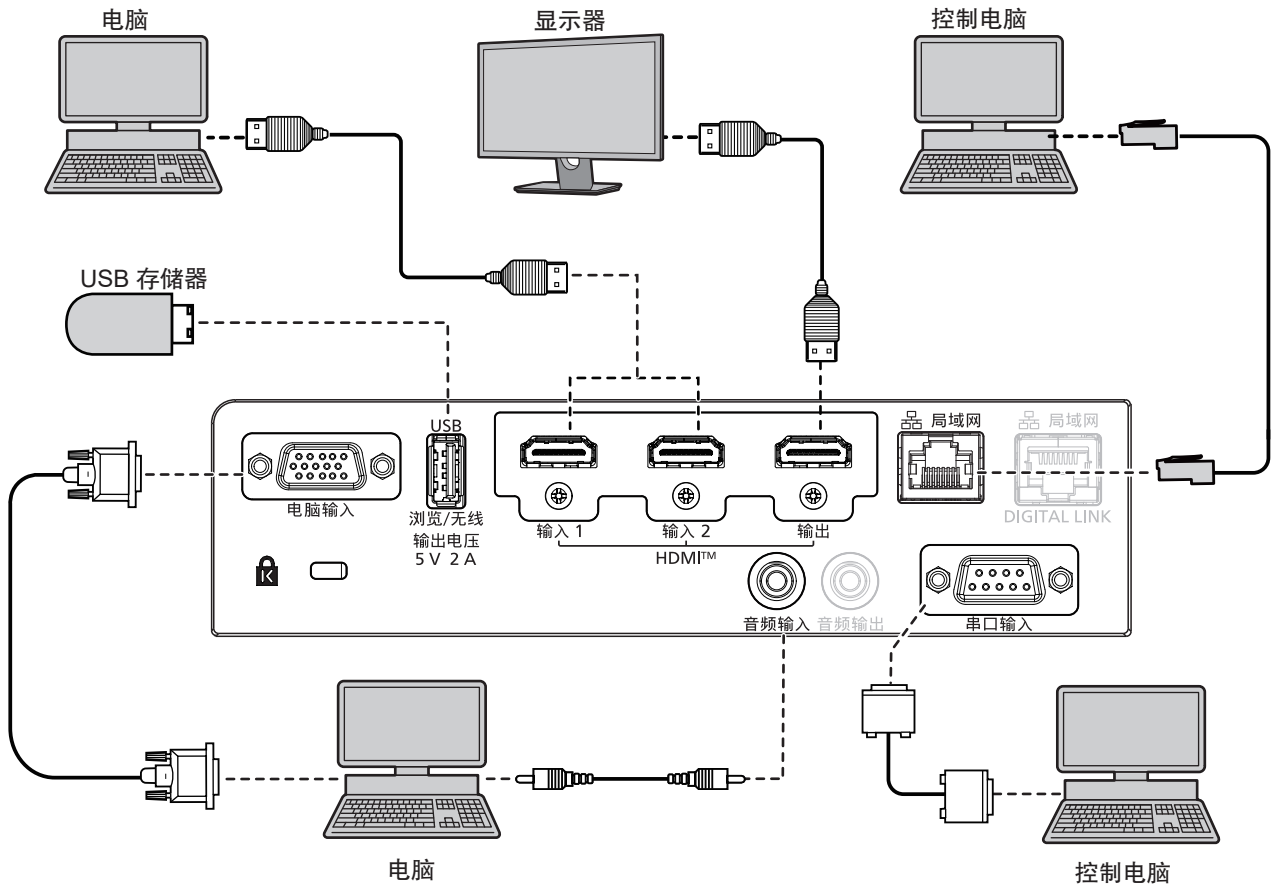 电脑
显示器
控制电脑
USB 存储器
USB
局域网
局域网
电脑输入
浏览/无线
输出电压
5 V 2 A
输入 1
输入 2
输出
HDMI™
DIGITAL LINK
K
音频输入
音频输出
串口输入
电脑
控制电脑